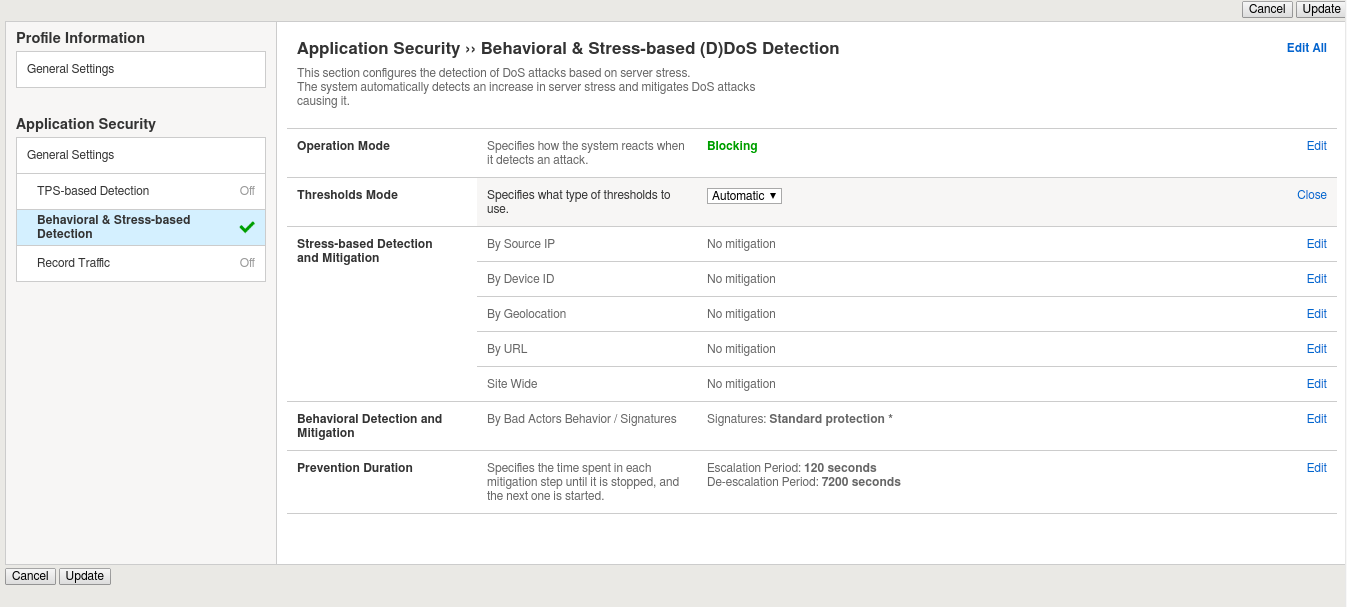 Cancel Update
Profile Information
General Settings
Application Security
General Settings
TPS-based Detection Off
Behavioral & Stress-based
Detection
Record Traffic Off
Application Security ›› Behavioral & Stress-based (D)DoS Detection
Edit All
This section configures the detection of DoS attacks based on server stress.
The system automatically detects an increase in server stress and mitigates DoS attacks
causing it.
Operation Mode
Specifies how the system reacts when
it detects an attack.
Blocking
Edit
Thresholds Mode
Specifies what type of thresholds to
use.
Automatic ▼
Close
Stress-based Detection
and Mitigation
By Source IP No mitigation Edit
By Device ID No mitigation Edit
By Geolocation No mitigation Edit
By URL No mitigation Edit
Site Wide No mitigation Edit
Behavioral Detection and
Mitigation
By Bad Actors Behavior / Signatures
Signatures: Standard protection *
Edit
Prevention Duration
Specifies the time spent in each
mitigation step until it is stopped, and
the next one is started.
Escalation Period: 120 seconds
De-escalation Period: 7200 seconds
Edit
Cancel Update